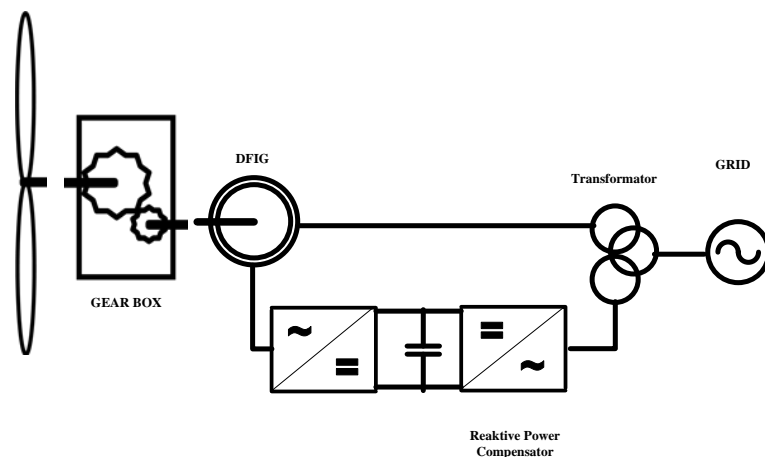 DFIG
GRID
Transformator
GEAR BOX
Reaktive Power
Compensator